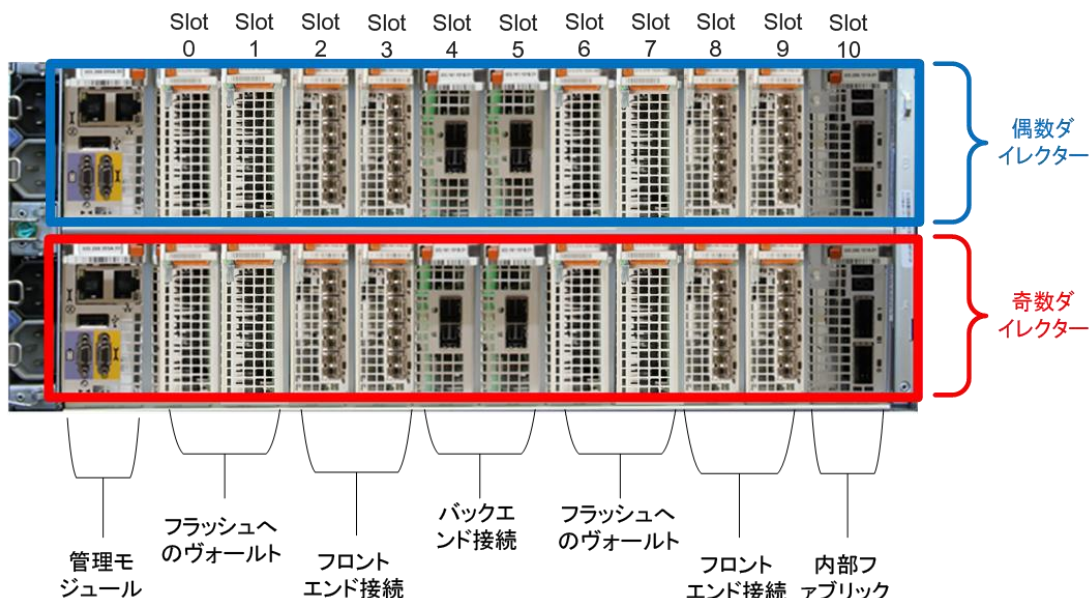 Slot Slot Slot Slot Slot Slot Slot Slot Slot Slot Slot
0 1 2 3 4 5 6 7 8 9 10
偶数ダ
イレクター
奇数ダ
イレクター
管理モ
ジュール
フラッシュへ
のヴォールト
フロント
エンド接続
バックエ
ンド接続
フラッシュへ
のヴォールト
フロント
エンド接続
内部フ
ァブリック